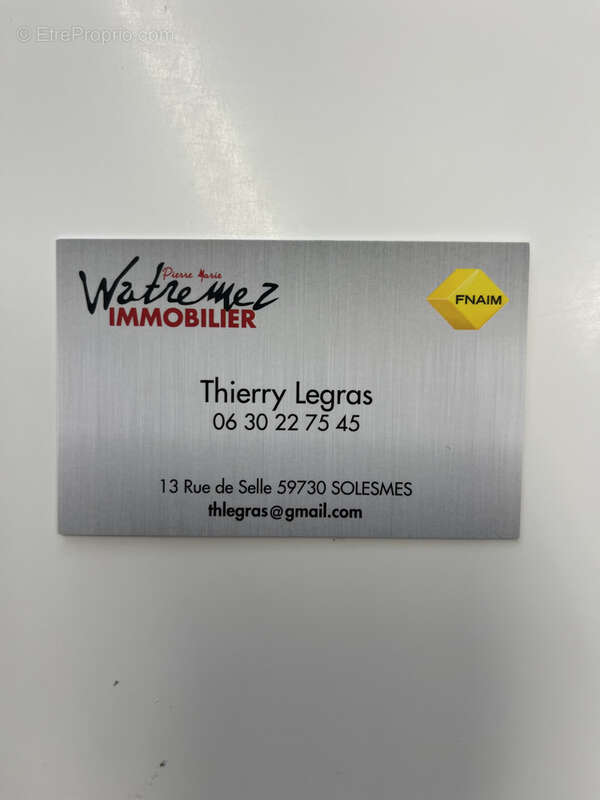 © EtreProprio.com
Pierre Marie
Watremez
IMMOBILIER
FNAIM
Thierry Legras
06 30 22 75 45
13 Rue de Selle 59730 SOLESMES
thlegras@gmail.com